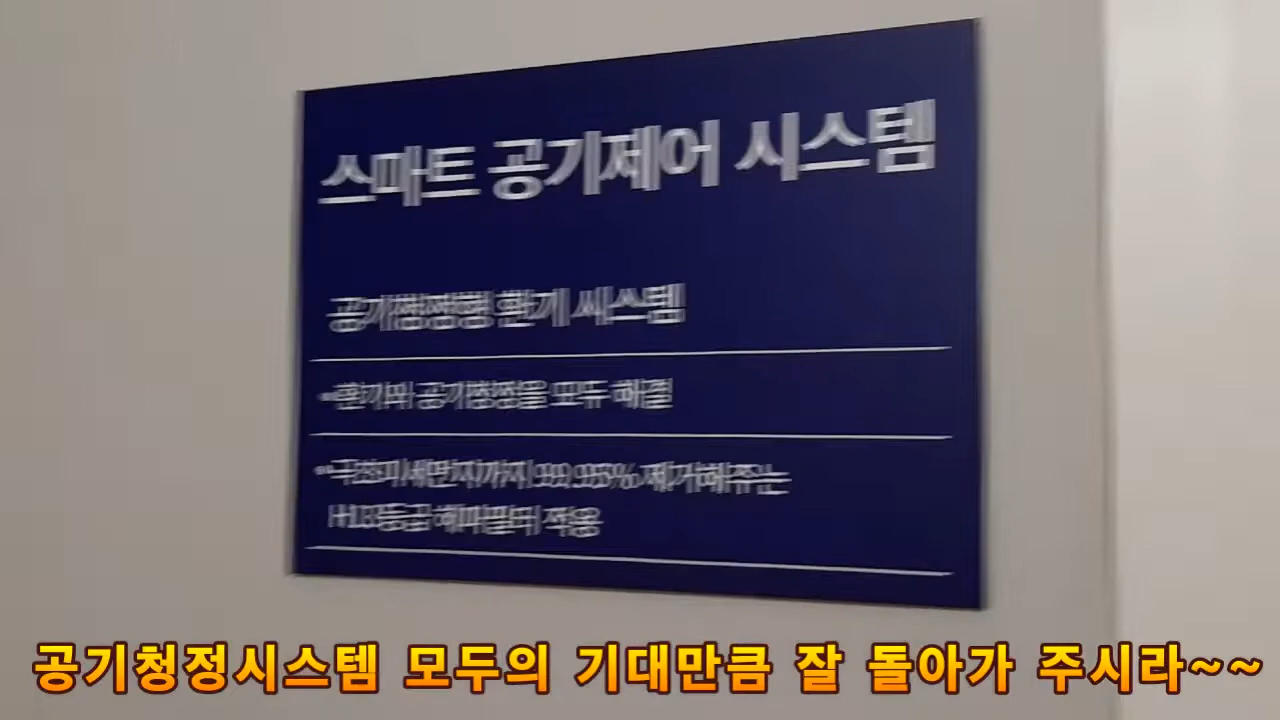 스마트 공기제어 시스템
공기청정형 환기 시스템
환기와 공기청정을 모두 해결
극초미세먼지까지 99.95% 제거해주는
H13등급 헤파필터 적용
공기청정시스템 모두의 기대만큼 잘 돌아가 주시라~~